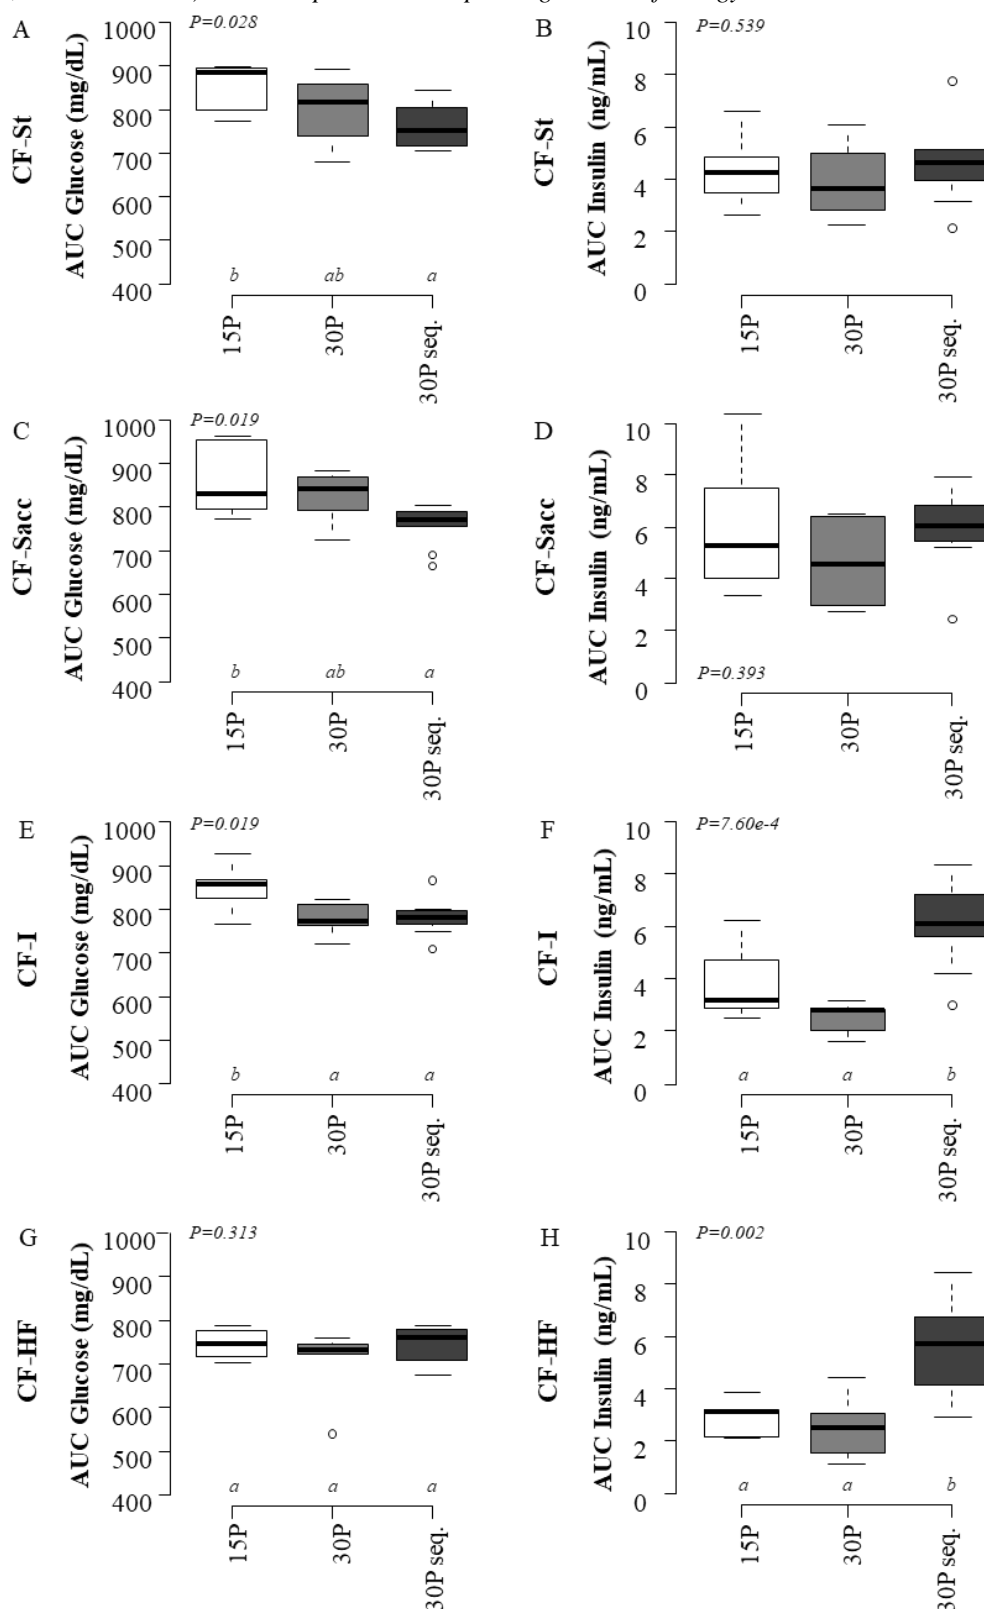 A
P=0.028
CF-St
AUC Glucose (mg/dL)
1000
900
800
700
600
500
400
b ab a
15P
30P
30P seq.
B
P=0.539
CF-St
AUC Insulin (ng/mL)
10
8
6
4
2
0
15P
30P
30P seq.
C
P=0.019
CF-Sacc
AUC Glucose (mg/dL)
1000
900
800
700
600
500
400
b ab a
15P
30P
30P seq.
D
CF-Sacc
AUC Insulin (ng/mL)
10
8
6
4
2
0
P=0.393
15P
30P
30P seq.
E
P=0.019
CF-I
AUC Glucose (mg/dL)
1000
900
800
700
600
500
400
b a a
15P
30P
30P seq.
F
P=7.60e-4
CF-I
AUC Insulin (ng/mL)
10
8
6
4
2
0
a a b
15P
30P
30P seq.
G
P=0.313
CF-HF
AUC Glucose (mg/dL)
1000
900
800
700
600
500
400
a a a
15P
30P
30P seq.
H
P=0.002
CF-HF
AUC Insulin (ng/mL)
10
8
6
4
2
0
a a b
15P
30P
30P seq.